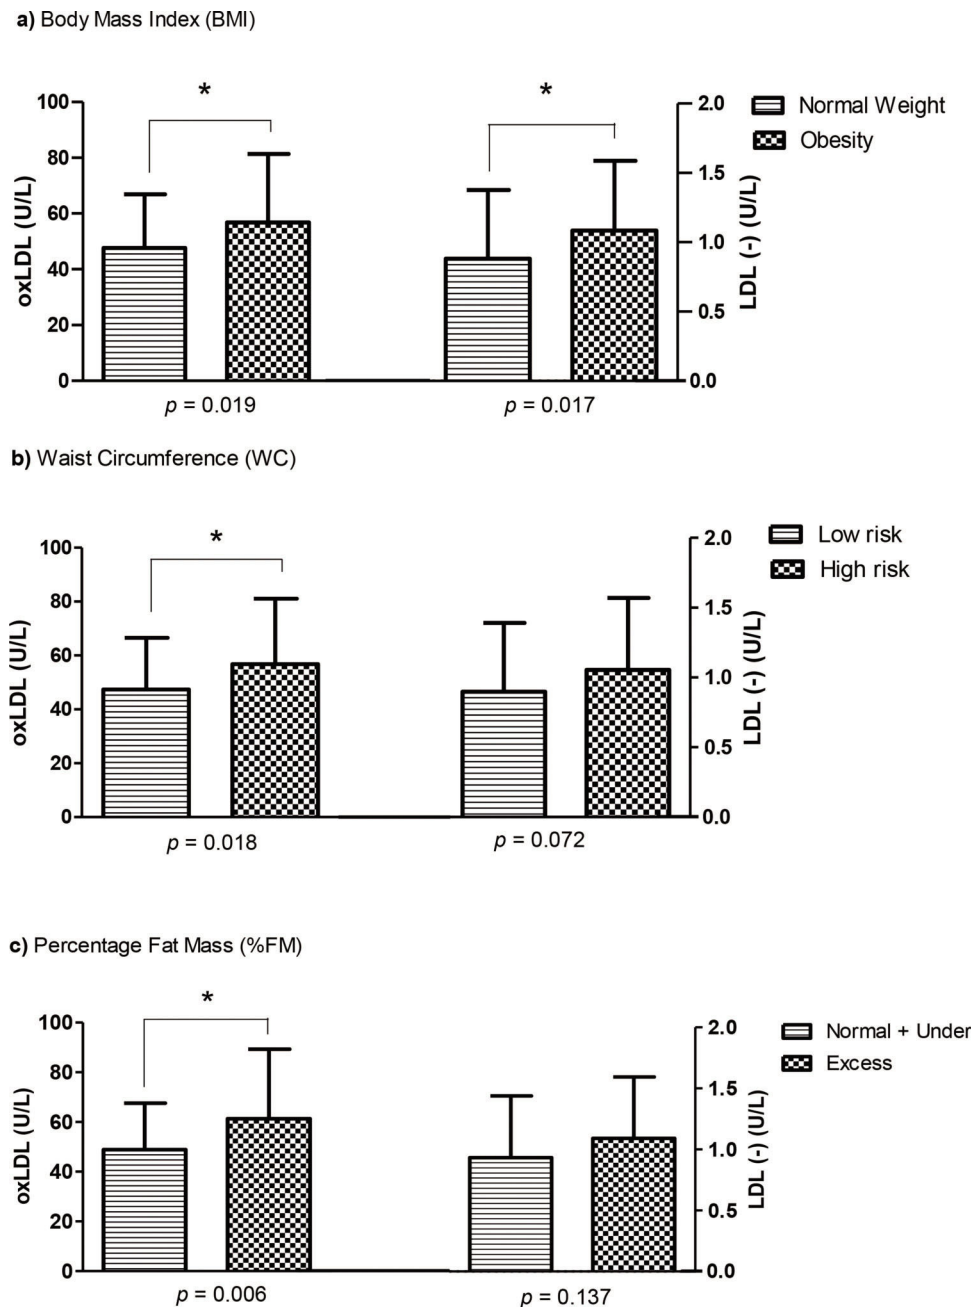 a) Body Mass Index (BMI)
* *
100 2.0 Normal Weight
80 1.5 Obesity
60 1.0
40 0.5
20
0 0.0
oxLDL (U/L) LDL (-) (U/L)
p = 0.019 p = 0.017
b) Waist Circumference (WC)
*
100 2.0 Low risk
80 1.5 High risk
60 1.0
40 0.5
20
0 0.0
oxLDL (U/L) LDL (-) (U/L)
p = 0.018 p = 0.072
c) Percentage Fat Mass (%FM)
*
100 2.0 Normal + Under
80 1.5 Excess
60 1.0
40 0.5
20
0 0.0
oxLDL (U/L) LDL (-) (U/L)
p = 0.006 p = 0.137